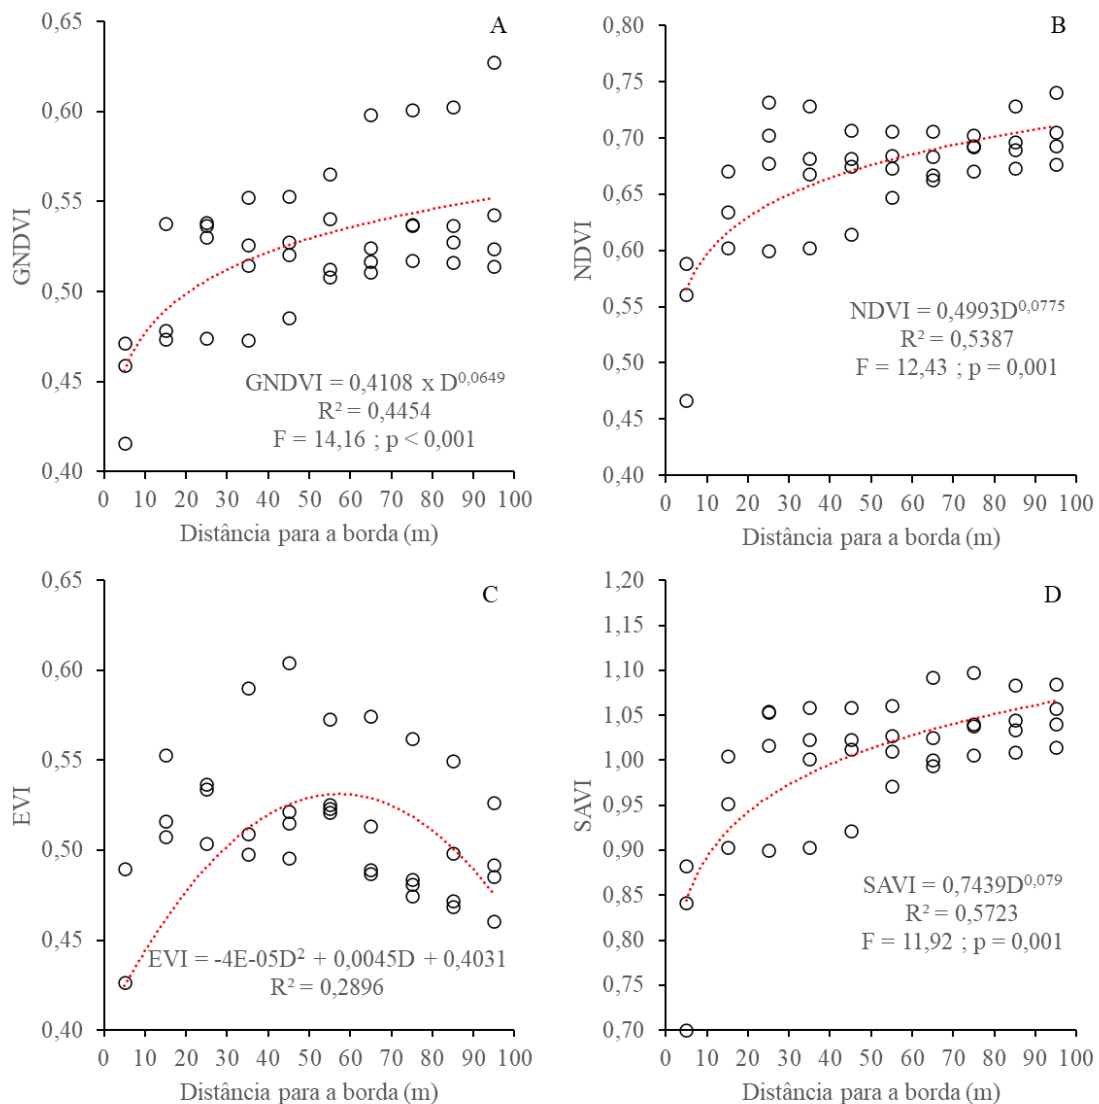 A
0,65
0,60
0,55
0,50
0,45
0,40
GNDVI
GNDVI = 0,4108 x D^0,0649
R² = 0,4454
F = 14,16 ; p < 0,001
0 10 20 30 40 50 60 70 80 90 100
Distância para a borda (m)
B
0,80
0,75
0,70
0,65
0,60
0,55
0,50
0,45
0,40
NDVI
NDVI = 0,4993D^0,0775
R² = 0,5387
F = 12,43 ; p = 0,001
0 10 20 30 40 50 60 70 80 90 100
Distância para a borda (m)
C
0,65
0,60
0,55
0,50
0,45
0,40
EVI
EVI = -4E-05D² + 0,0045D + 0,4031
R² = 0,2896
0 10 20 30 40 50 60 70 80 90 100
Distância para a borda (m)
D
1,20
1,15
1,10
1,05
1,00
0,95
0,90
0,85
0,80
0,75
0,70
SAVI
SAVI = 0,7439D^0,079
R² = 0,5723
F = 11,92 ; p = 0,001
0 10 20 30 40 50 60 70 80 90 100
Distância para a borda (m)